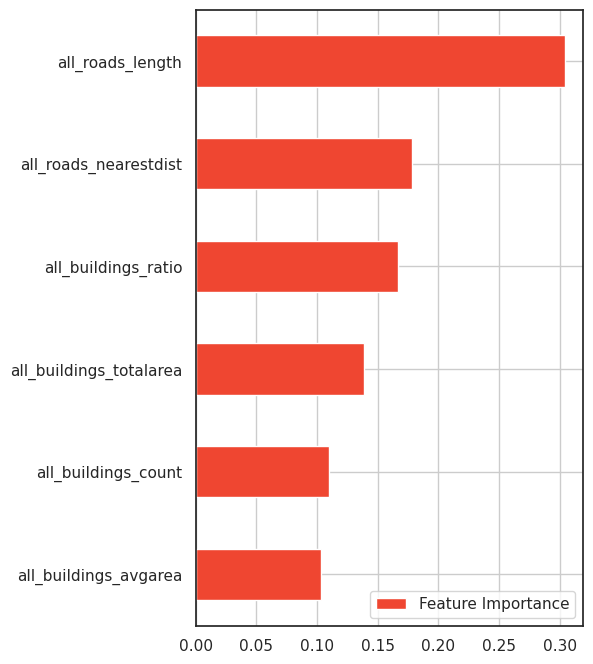 all_roads_length
all_roads_nearestdist
all_buildings_ratio
all_buildings_totalarea
all_buildings_count
all_buildings_avgarea
Feature Importance
0.00 0.05 0.10 0.15 0.20 0.25 0.30